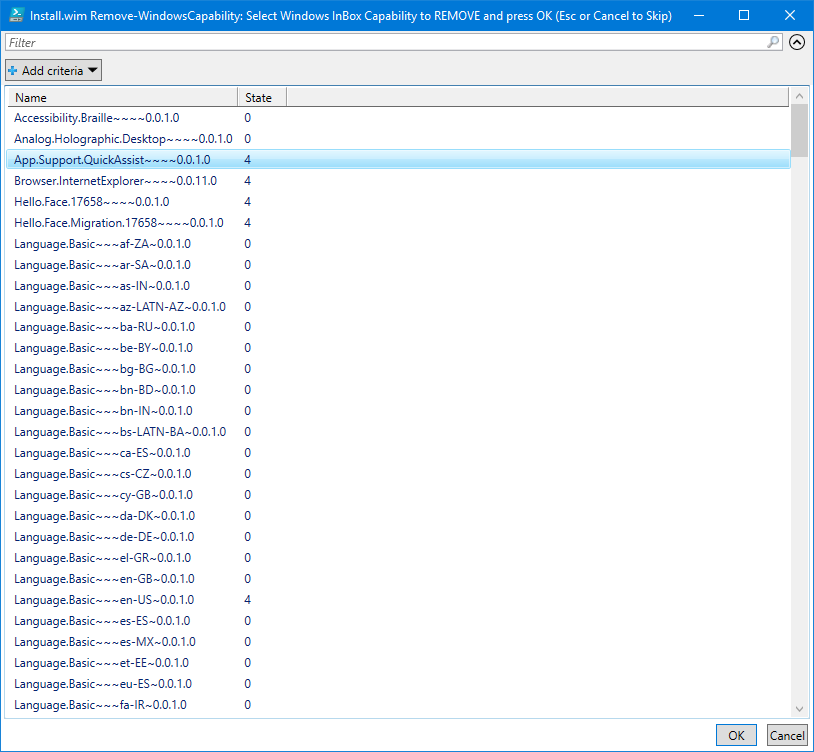 Install.wim Remove-WindowsCapability: Select Windows InBox Capability to REMOVE and press OK (Esc or Cancel to Skip)
Filter
Add criteria
Name State
Accessibility.Braille~~~~0.0.1.0 0
Analog.Holographic.Desktop~~~~0.0.1.0 0
App.Support.QuickAssist~~~~0.0.1.0 4
Browser.InternetExplorer~~~~0.0.11.0 4
Hello.Face.17658~~~~0.0.1.0 4
Hello.Face.Migration.17658~~~~0.0.1.0 4
Language.Basic~~~af-ZA~0.0.1.0 0
Language.Basic~~~ar-SA~0.0.1.0 0
Language.Basic~~~as-IN~0.0.1.0 0
Language.Basic~~~az-LATN-AZ~0.0.1.0 0
Language.Basic~~~ba-RU~0.0.1.0 0
Language.Basic~~~be-BY~0.0.1.0 0
Language.Basic~~~bg-BG~0.0.1.0 0
Language.Basic~~~bn-BD~0.0.1.0 0
Language.Basic~~~bn-IN~0.0.1.0 0
Language.Basic~~~bs-LATN-BA~0.0.1.0 0
Language.Basic~~~ca-ES~0.0.1.0 0
Language.Basic~~~cs-CZ~0.0.1.0 0
Language.Basic~~~cy-GB~0.0.1.0 0
Language.Basic~~~da-DK~0.0.1.0 0
Language.Basic~~~de-DE~0.0.1.0 0
Language.Basic~~~el-GR~0.0.1.0 0
Language.Basic~~~en-GB~0.0.1.0 0
Language.Basic~~~en-US~0.0.1.0 4
Language.Basic~~~es-ES~0.0.1.0 0
Language.Basic~~~es-MX~0.0.1.0 0
Language.Basic~~~et-EE~0.0.1.0 0
Language.Basic~~~eu-ES~0.0.1.0 0
Language.Basic~~~fa-IR~0.0.1.0 0
OK Cancel